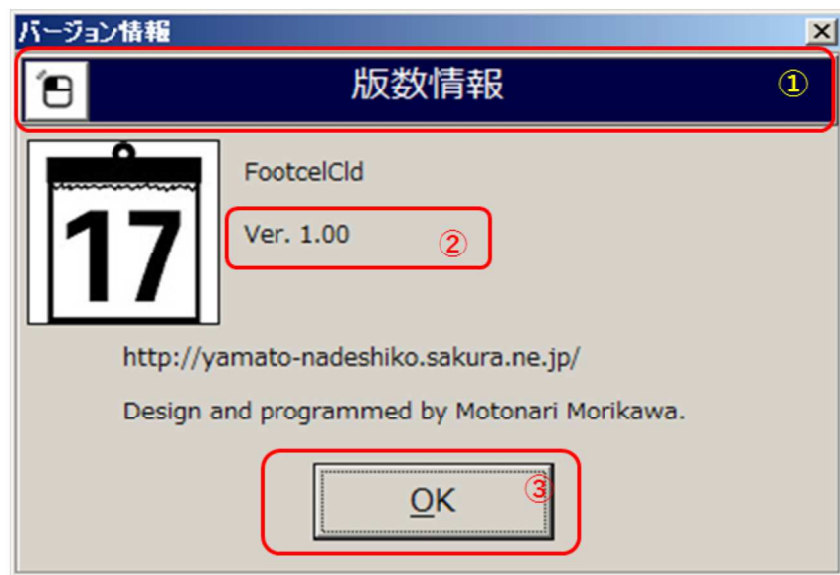 バージョン情報
版数情報 ①
17
FootcelCld
Ver. 1.00 ②
http://yamato-nadeshiko.sakura.ne.jp/
Design and programmed by Motonari Morikawa.
OK ③